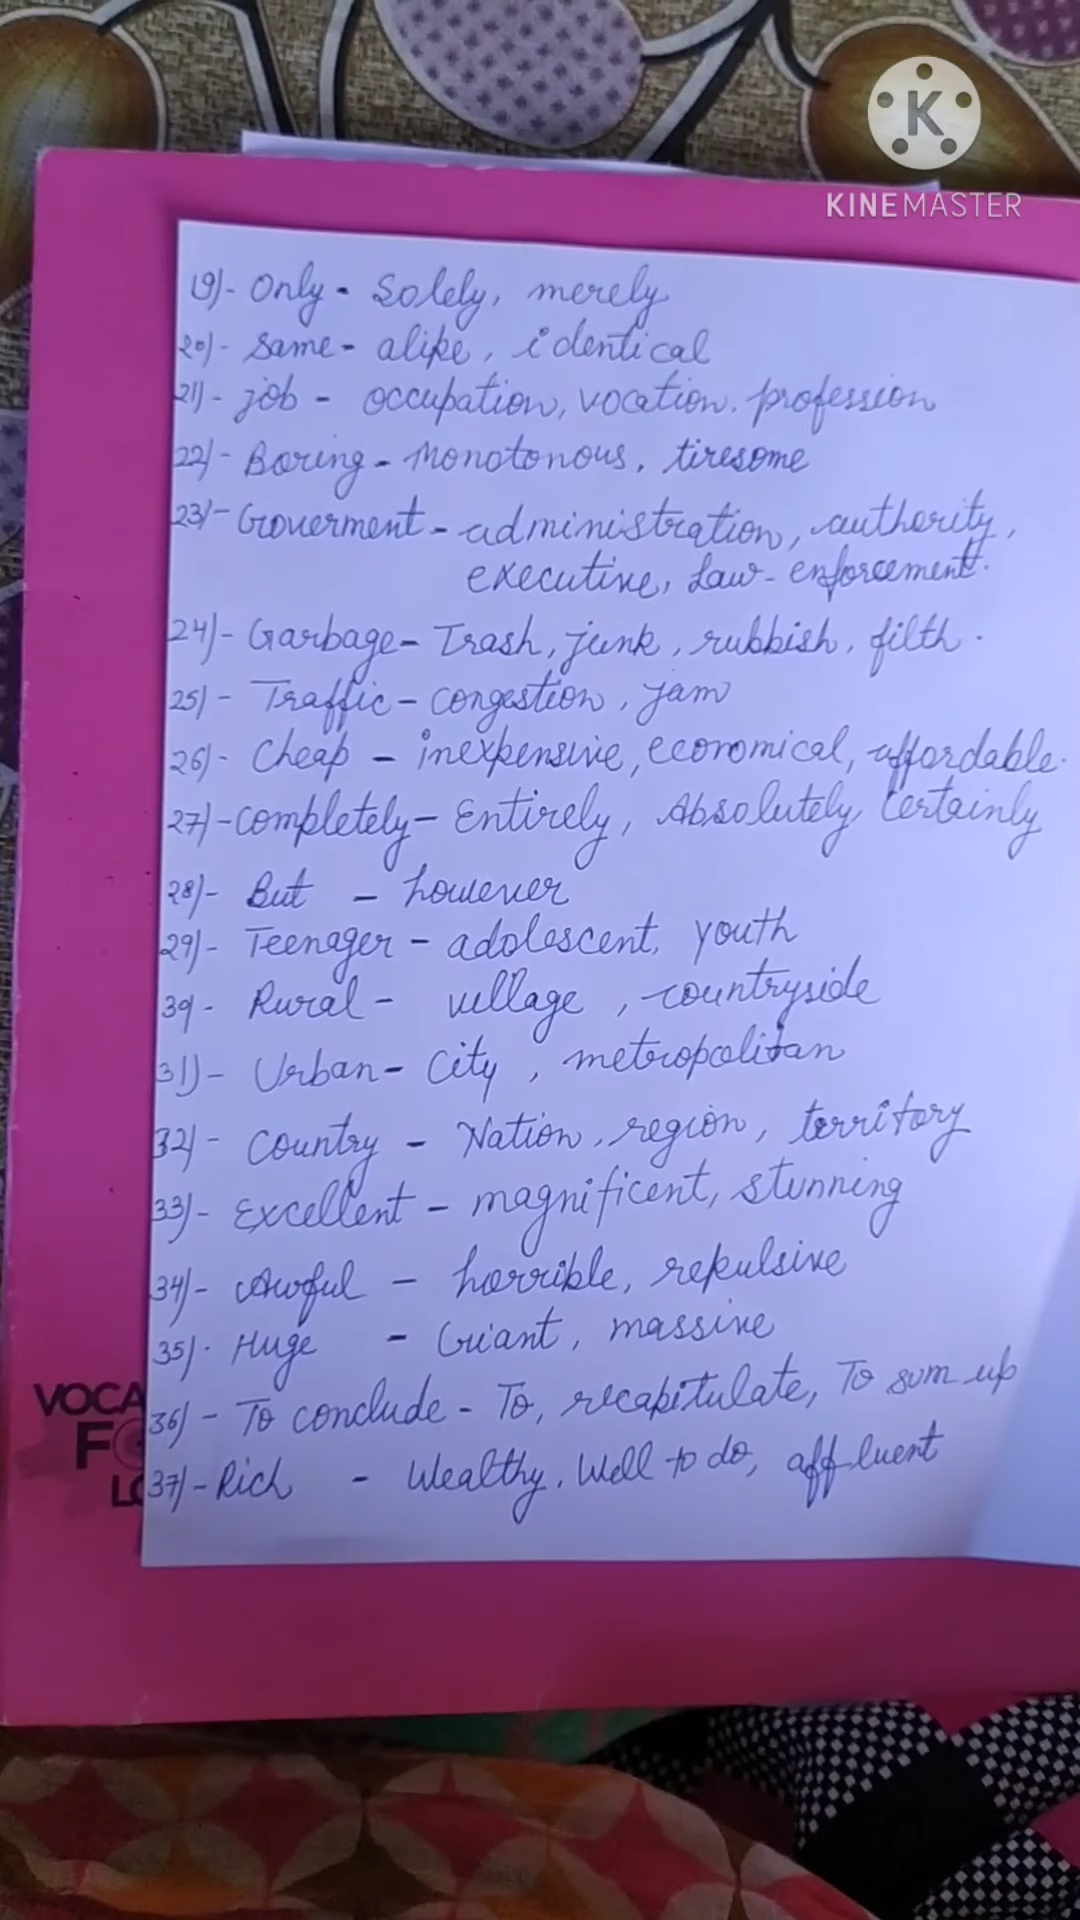 KINEMASTER
19)- Only - Solely, merely
20)- Same - alike, identical
21)- job - occupation, vocation. profession
22)- Boring - Monotonous, tiresome
23)- Goverment - administration, authority,
executive, Law-enforcement.
24)- Garbage - Trash, junk, rubbish, filth.
25)- Traffic - congestion, jam
26)- Cheap - inexpensive, economical, affordable.
27)- completely - Entirely, Absolutely, certainly
28)- But - however
29)- Teenager - adolescent, youth
30)- Rural - village, countryside
31)- Urban - City, metropolitan
32)- Country - Nation, region, territory
33)- Excellent - magnificent, stunning
34)- Awful - horrible, repulsive
35)- Huge - Giant, massive
36)- To conclude - To, recapitulate, To sum up
37)- Rich - Wealthy, Well to do, affluent
VOCA
F